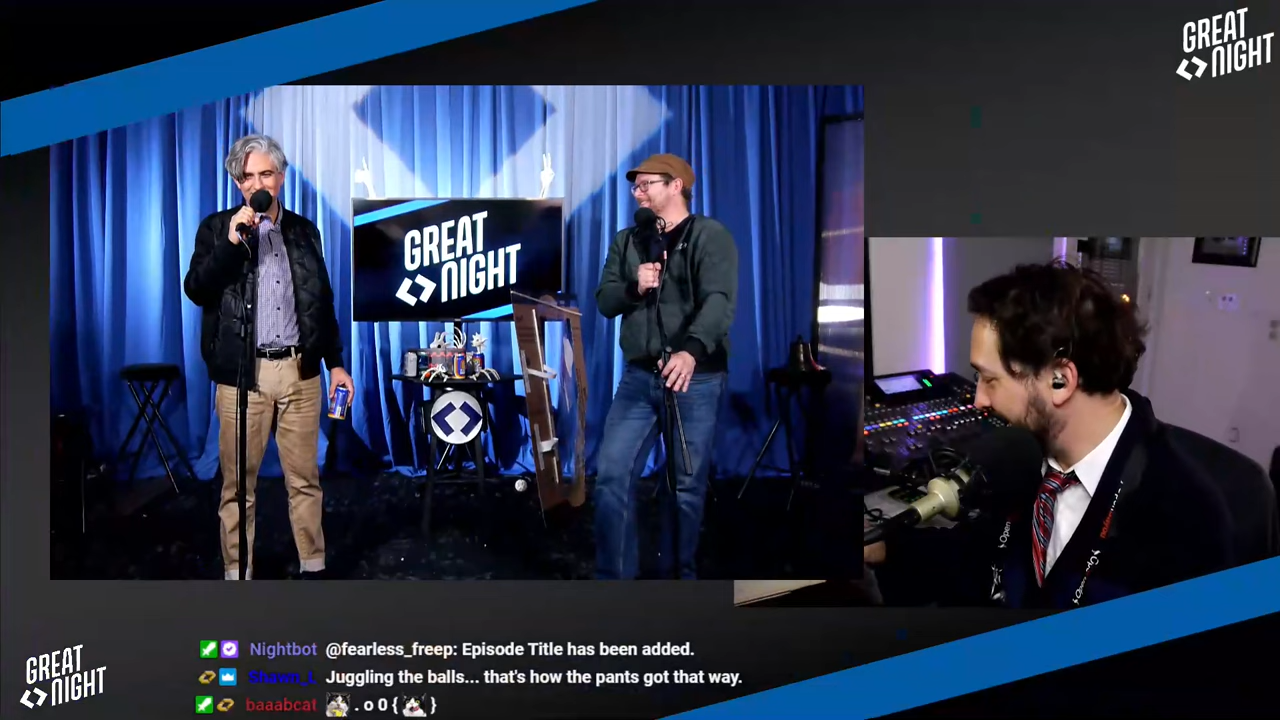 GREAT
NIGHT
GREAT
NIGHT
Open
GREAT
NIGHT
Nightbot @fearless_freep: Episode Title has been added.
Shawn_L Juggling the balls... that's how the pants got that way.
baaabcat . o O { }